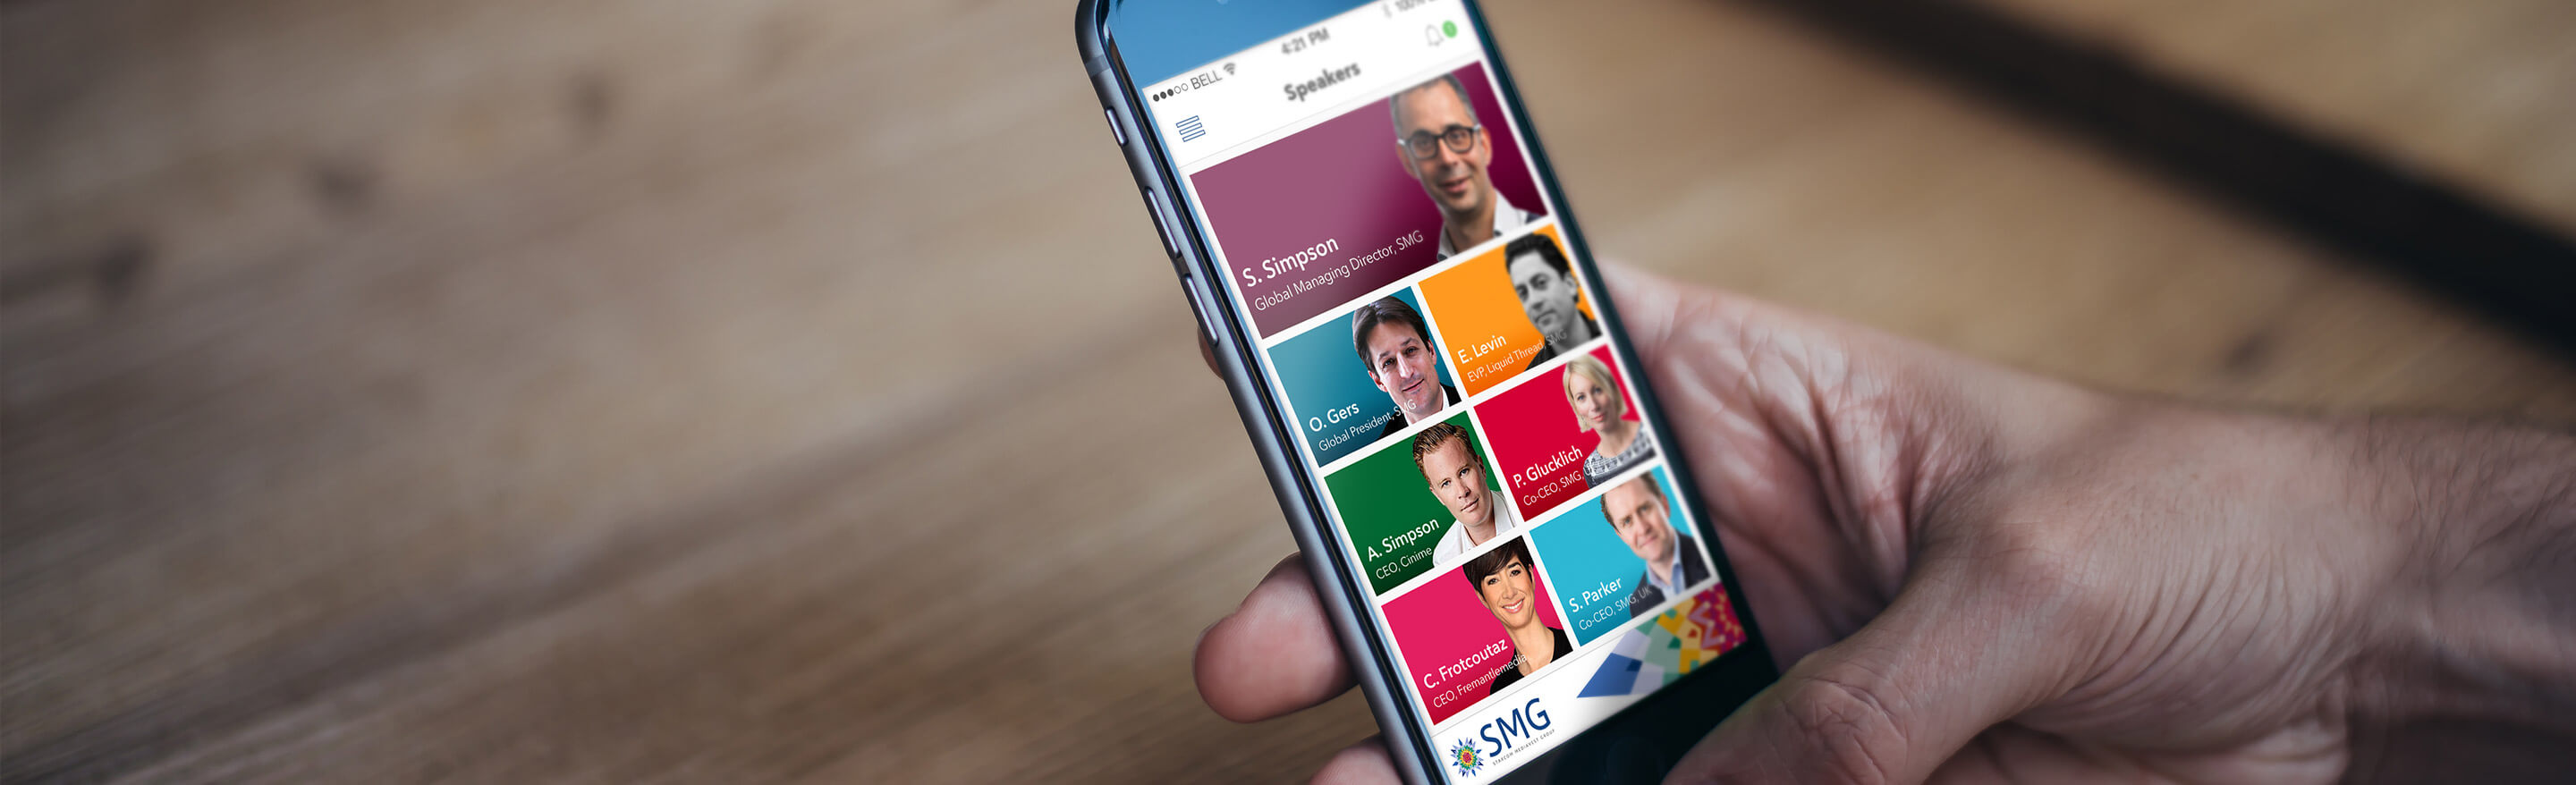 BELL
4:21 PM
100%
Speakers
S. Simpson
Global Managing Director, SMG
O. Gers
Global President, SMG
E. Levin
EVP, Liquid Thread, SMG
A. Simpson
CEO, Cinime
P. Glucklich
Co-CEO, SMG,
C. Frotcoutaz
CEO, Fremantlemedia
S. Parker
Co-CEO, SMG, UK
SMG
STARCOM MEDIAVEST GROUP